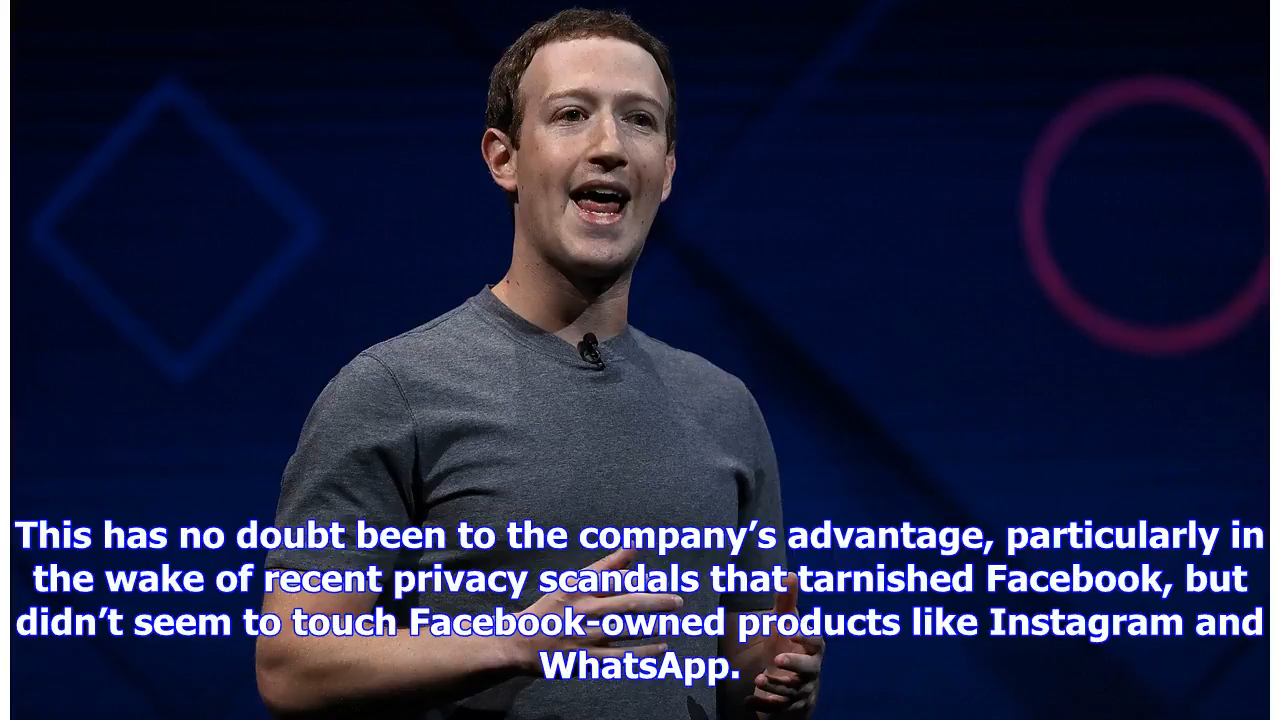 This has no doubt been to the company’s advantage, particularly in
the wake of recent privacy scandals that tarnished Facebook, but
didn’t seem to touch Facebook-owned products like Instagram and
WhatsApp.